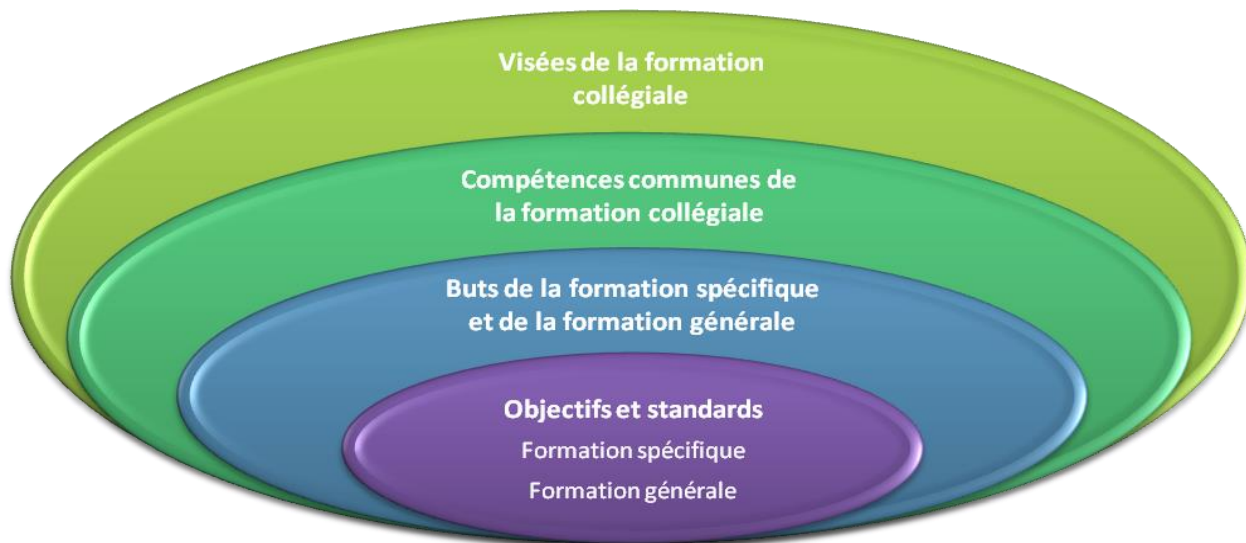 Visées de la formation
collégiale
Compétences communes de
la formation collégiale
Buts de la formation spécifique
et de la formation générale
Objectifs et standards
Formation spécifique
Formation générale